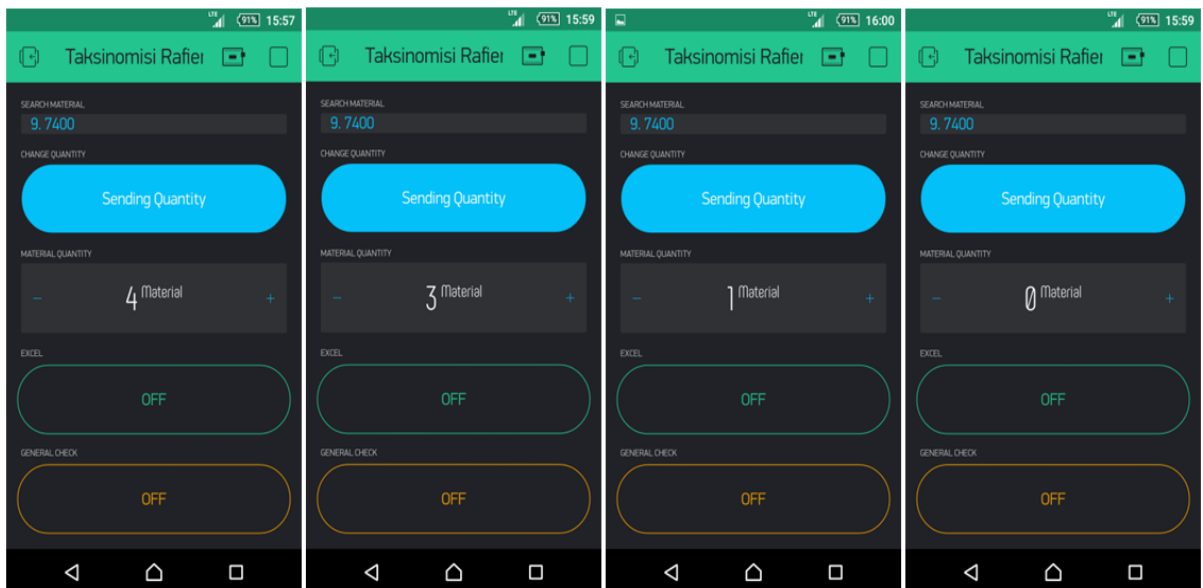 LTE 91% 15:57
Taksinomisi Rafier
SEARCH MATERIAL
9. 7400
CHANGE QUANTITY
Sending Quantity
MATERIAL QUANTITY
− 4 Material +
EXCEL
OFF
GENERAL CHECK
OFF
LTE 91% 15:59
Taksinomisi Rafier
SEARCH MATERIAL
9. 7400
CHANGE QUANTITY
Sending Quantity
MATERIAL QUANTITY
− 3 Material +
EXCEL
OFF
GENERAL CHECK
OFF
LTE 91% 16:00
Taksinomisi Rafier
SEARCH MATERIAL
9. 7400
CHANGE QUANTITY
Sending Quantity
MATERIAL QUANTITY
− 1 Material +
EXCEL
OFF
GENERAL CHECK
OFF
LTE 91% 15:59
Taksinomisi Rafier
SEARCH MATERIAL
9. 7400
CHANGE QUANTITY
Sending Quantity
MATERIAL QUANTITY
− 0 Material +
EXCEL
OFF
GENERAL CHECK
OFF